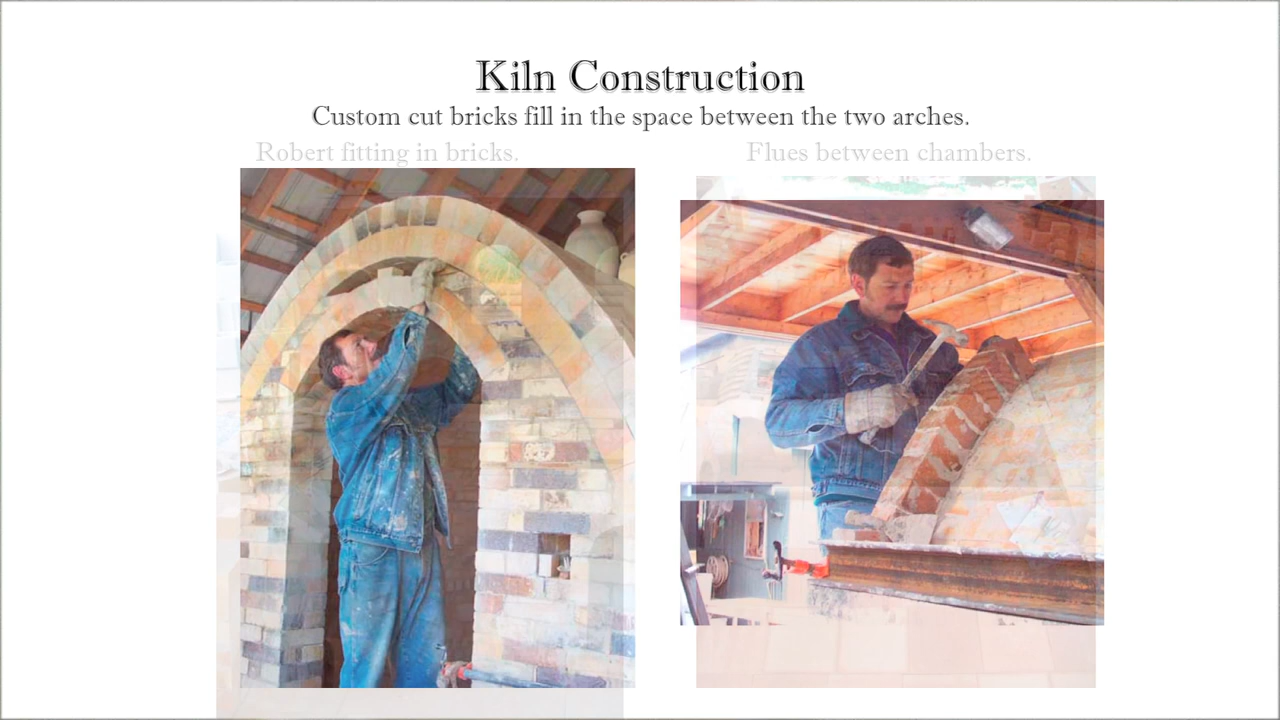 Kiln Construction
Custom cut bricks fill in the space between the two arches.
Robert fitting in bricks.
Flues between chambers.